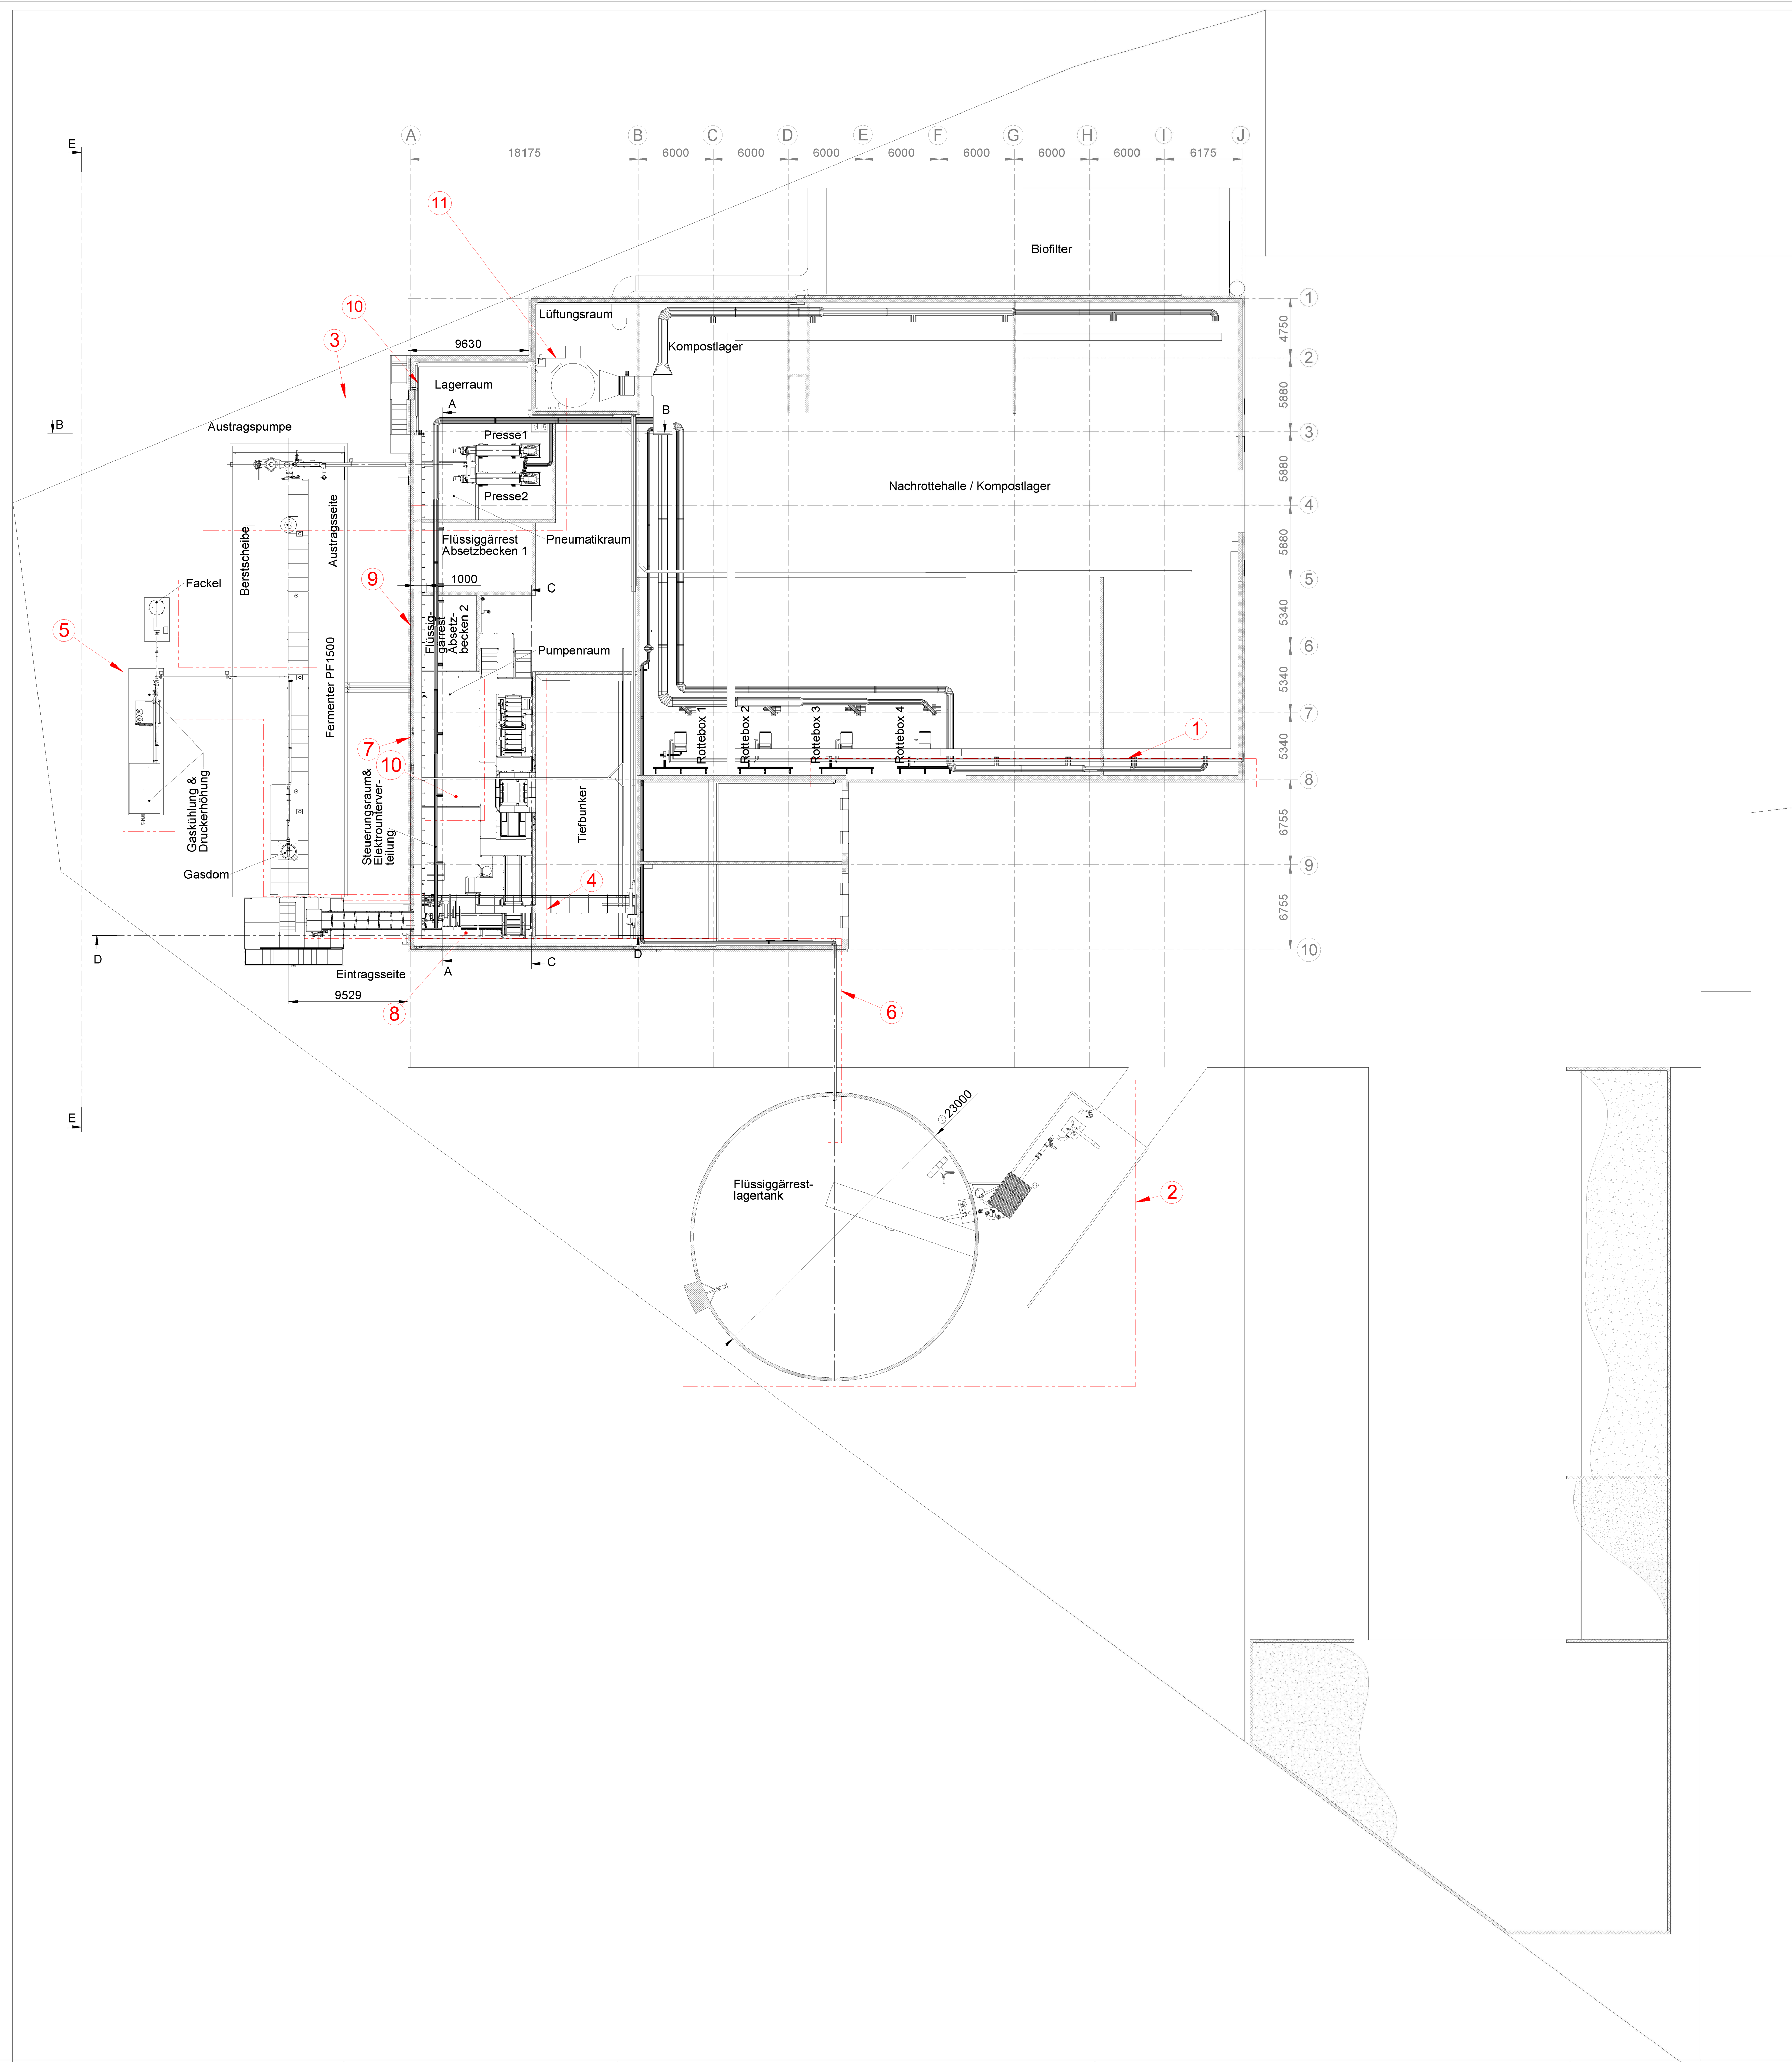 A
B
C
D
E
F
G
H
I
J
E
18175
6000
6000
6000
6000
6000
6000
6000
6175
11
Biofilter
10
3
Lüftungsraum
1
4750
9630
Kompostlager
2
Lagerraum
5880
A
B
B
Austragspumpe
Presse1
3
5880
Presse2
Nachrottehalle / Kompostlager
4
Berstscheibe
Austragsseite
Flüssiggärrest
Absetzbecken 1
Pneumatikraum
5880
9
1000
C
5
Fackel
5
Flüssig-
gärrest
Absetz-
becken 2
5340
6
Pumpenraum
Fermenter PF1500
5340
7
7
Rottebox 1
Rottebox 2
Rottebox 3
Rottebox 4
1
5340
10
8
Gaskühlung &
Druckerhöhung
Steuerungsraum&
Elektrounterver-
teilung
Tiefbunker
6755
9
Gasdom
4
6755
D
D
10
Eintragsseite
A
C
9529
8
6
E
Ø 23000
Flüssiggärrest-
lagertank
2